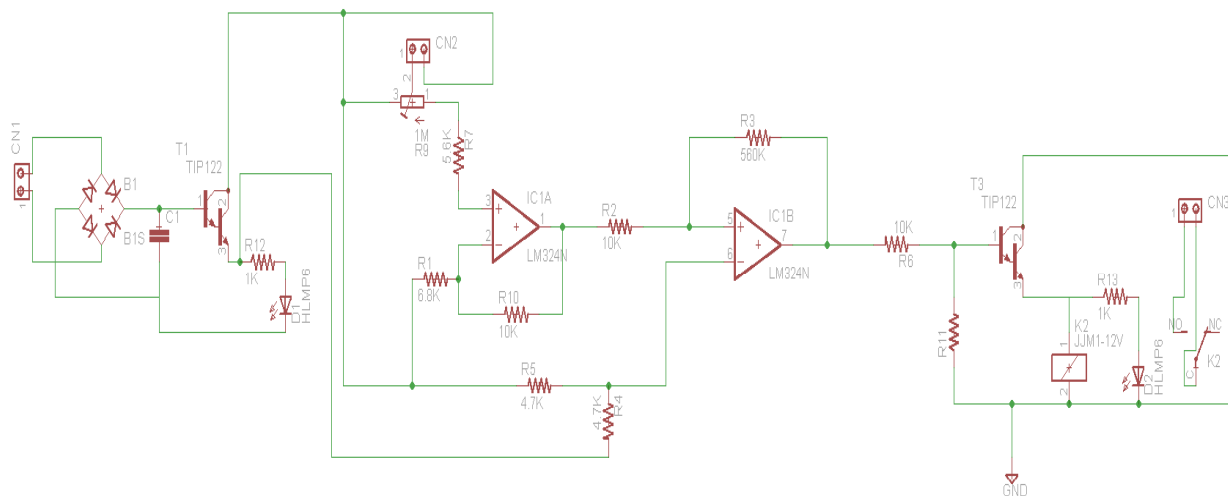 CN1
1
B1
B1S
C1
T1
TIP122
1
2
3
R12
1K
D1
HLMP6
CN2
1
2
3
1
1M
R9
5.6K
R7
IC1A
3
2
1
LM324N
R1
6.8K
R10
10K
R5
4.7K
4.7K
R4
R2
10K
R3
560K
IC1B
5
6
7
LM324N
10K
R6
R11
T3
TIP122
1
2
3
R13
1K
K2
JJM1-12V
1
2
D2
HLMP6
CN3
1
NO
NC
C
K2
GND